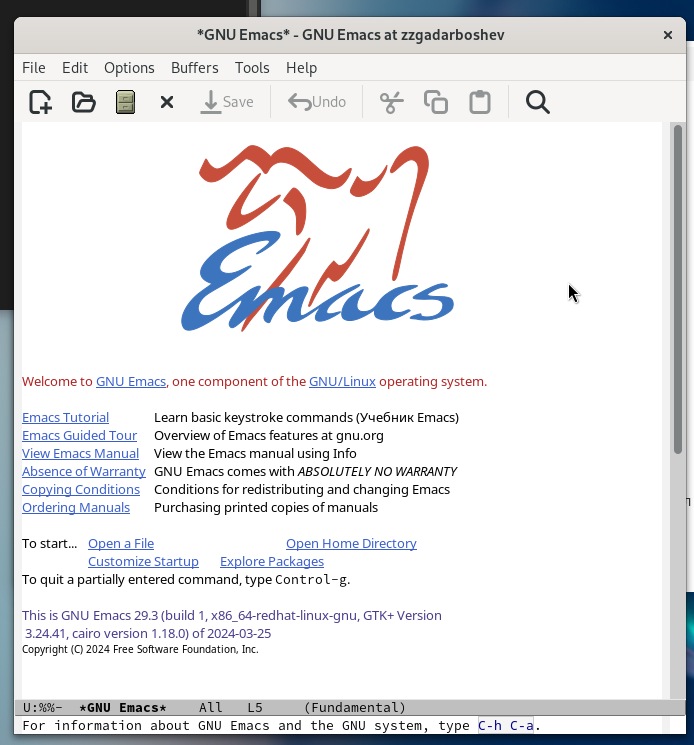 *GNU Emacs* - GNU Emacs at zzgadarboshev
File Edit Options Buffers Tools Help
Save Undo
Emacs
Welcome to GNU Emacs, one component of the GNU/Linux operating system.
Emacs Tutorial Learn basic keystroke commands (Учебник Emacs)
Emacs Guided Tour Overview of Emacs features at gnu.org
View Emacs Manual View the Emacs manual using Info
Absence of Warranty GNU Emacs comes with ABSOLUTELY NO WARRANTY
Copying Conditions Conditions for redistributing and changing Emacs
Ordering Manuals Purchasing printed copies of manuals
To start... Open a File Open Home Directory
Customize Startup Explore Packages
To quit a partially entered command, type Control-g.
This is GNU Emacs 29.3 (build 1, x86_64-redhat-linux-gnu, GTK+ Version
3.24.41, cairo version 1.18.0) of 2024-03-25
Copyright (C) 2024 Free Software Foundation, Inc.
U:%%- *GNU Emacs* All L5 (Fundamental)
For information about GNU Emacs and the GNU system, type C-h C-a.